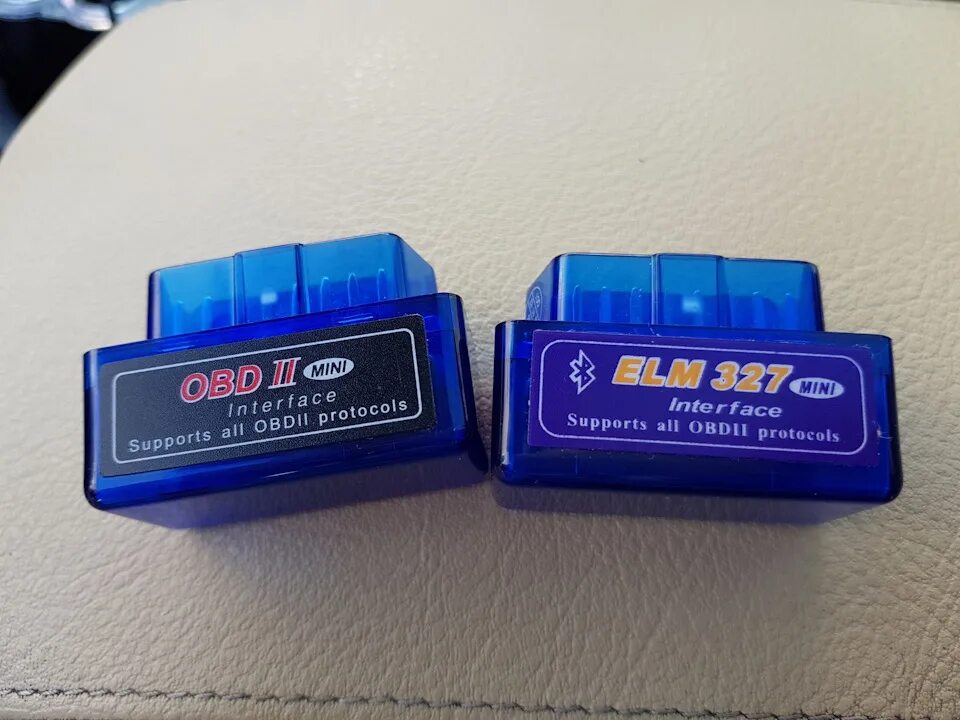 OBD II MINI
Interface
Supports all OBDII protocols
ELM 327 MINI
Interface
Supports all OBDII protocols